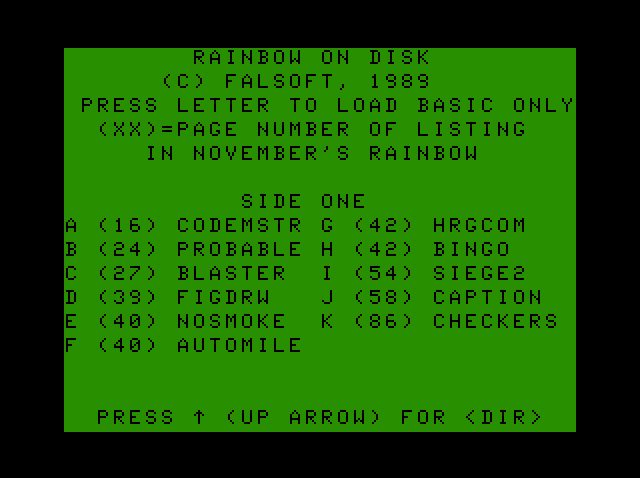 RAINBOW ON DISK
(C) FALSOFT, 1989
PRESS LETTER TO LOAD BASIC ONLY
(XX)=PAGE NUMBER OF LISTING
IN NOVEMBER'S RAINBOW
SIDE ONE
A (16) CODEMSTR G (42) HRGCOM
B (24) PROBABLE H (42) BINGO
C (27) BLASTER I (54) SIEGE2
D (39) FIGDRW J (58) CAPTION
E (40) NOSMOKE K (86) CHECKERS
F (40) AUTOMILE
PRESS ↑ (UP ARROW) FOR <DIR>